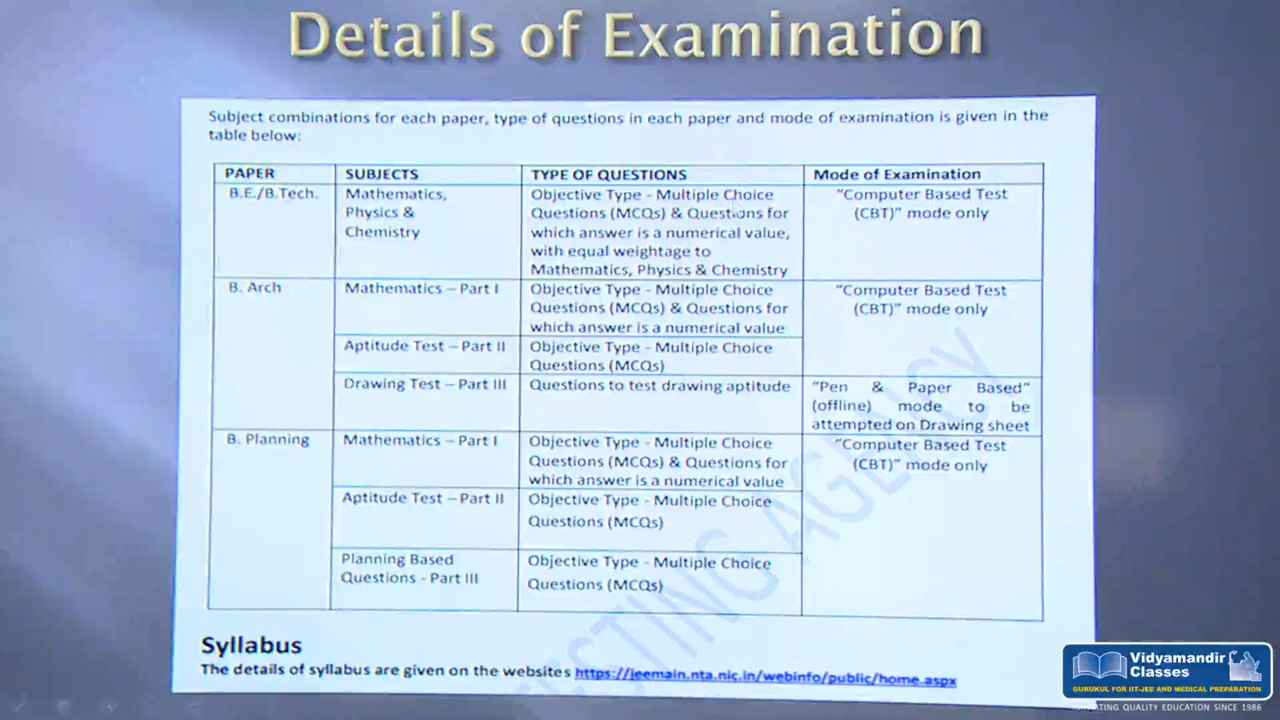 Details of Examination
Subject combinations for each paper, type of questions in each paper and mode of examination is given in the
table below:
PAPER
SUBJECTS
TYPE OF QUESTIONS
Mode of Examination
B.E./B.Tech.
Mathematics,
Physics &
Chemistry
Objective Type - Multiple Choice
Questions (MCQs) & Questions for
which answer is a numerical value,
with equal weightage to
Mathematics, Physics & Chemistry
"Computer Based Test
(CBT)" mode only
B. Arch
Mathematics – Part I
Objective Type - Multiple Choice
Questions (MCQs) & Questions for
which answer is a numerical value
"Computer Based Test
(CBT)" mode only
Aptitude Test – Part II
Objective Type - Multiple Choice
Questions (MCQs)
Drawing Test – Part III
Questions to test drawing aptitude
"Pen & Paper Based"
(offline) mode to be
attempted on Drawing sheet
B. Planning
Mathematics – Part I
Objective Type - Multiple Choice
Questions (MCQs) & Questions for
which answer is a numerical value
"Computer Based Test
(CBT)" mode only
Aptitude Test – Part II
Objective Type - Multiple Choice
Questions (MCQs)
Planning Based
Questions - Part III
Objective Type - Multiple Choice
Questions (MCQs)
Syllabus
The details of syllabus are given on the websites https://jeemain.nta.nic.in/webinfo/public/home.aspx
TESTING AGENCY
Vidyamandir
Classes
GURUKUL FOR IIT-JEE AND MEDICAL PREPARATION
QUALITY EDUCATION SINCE 1986